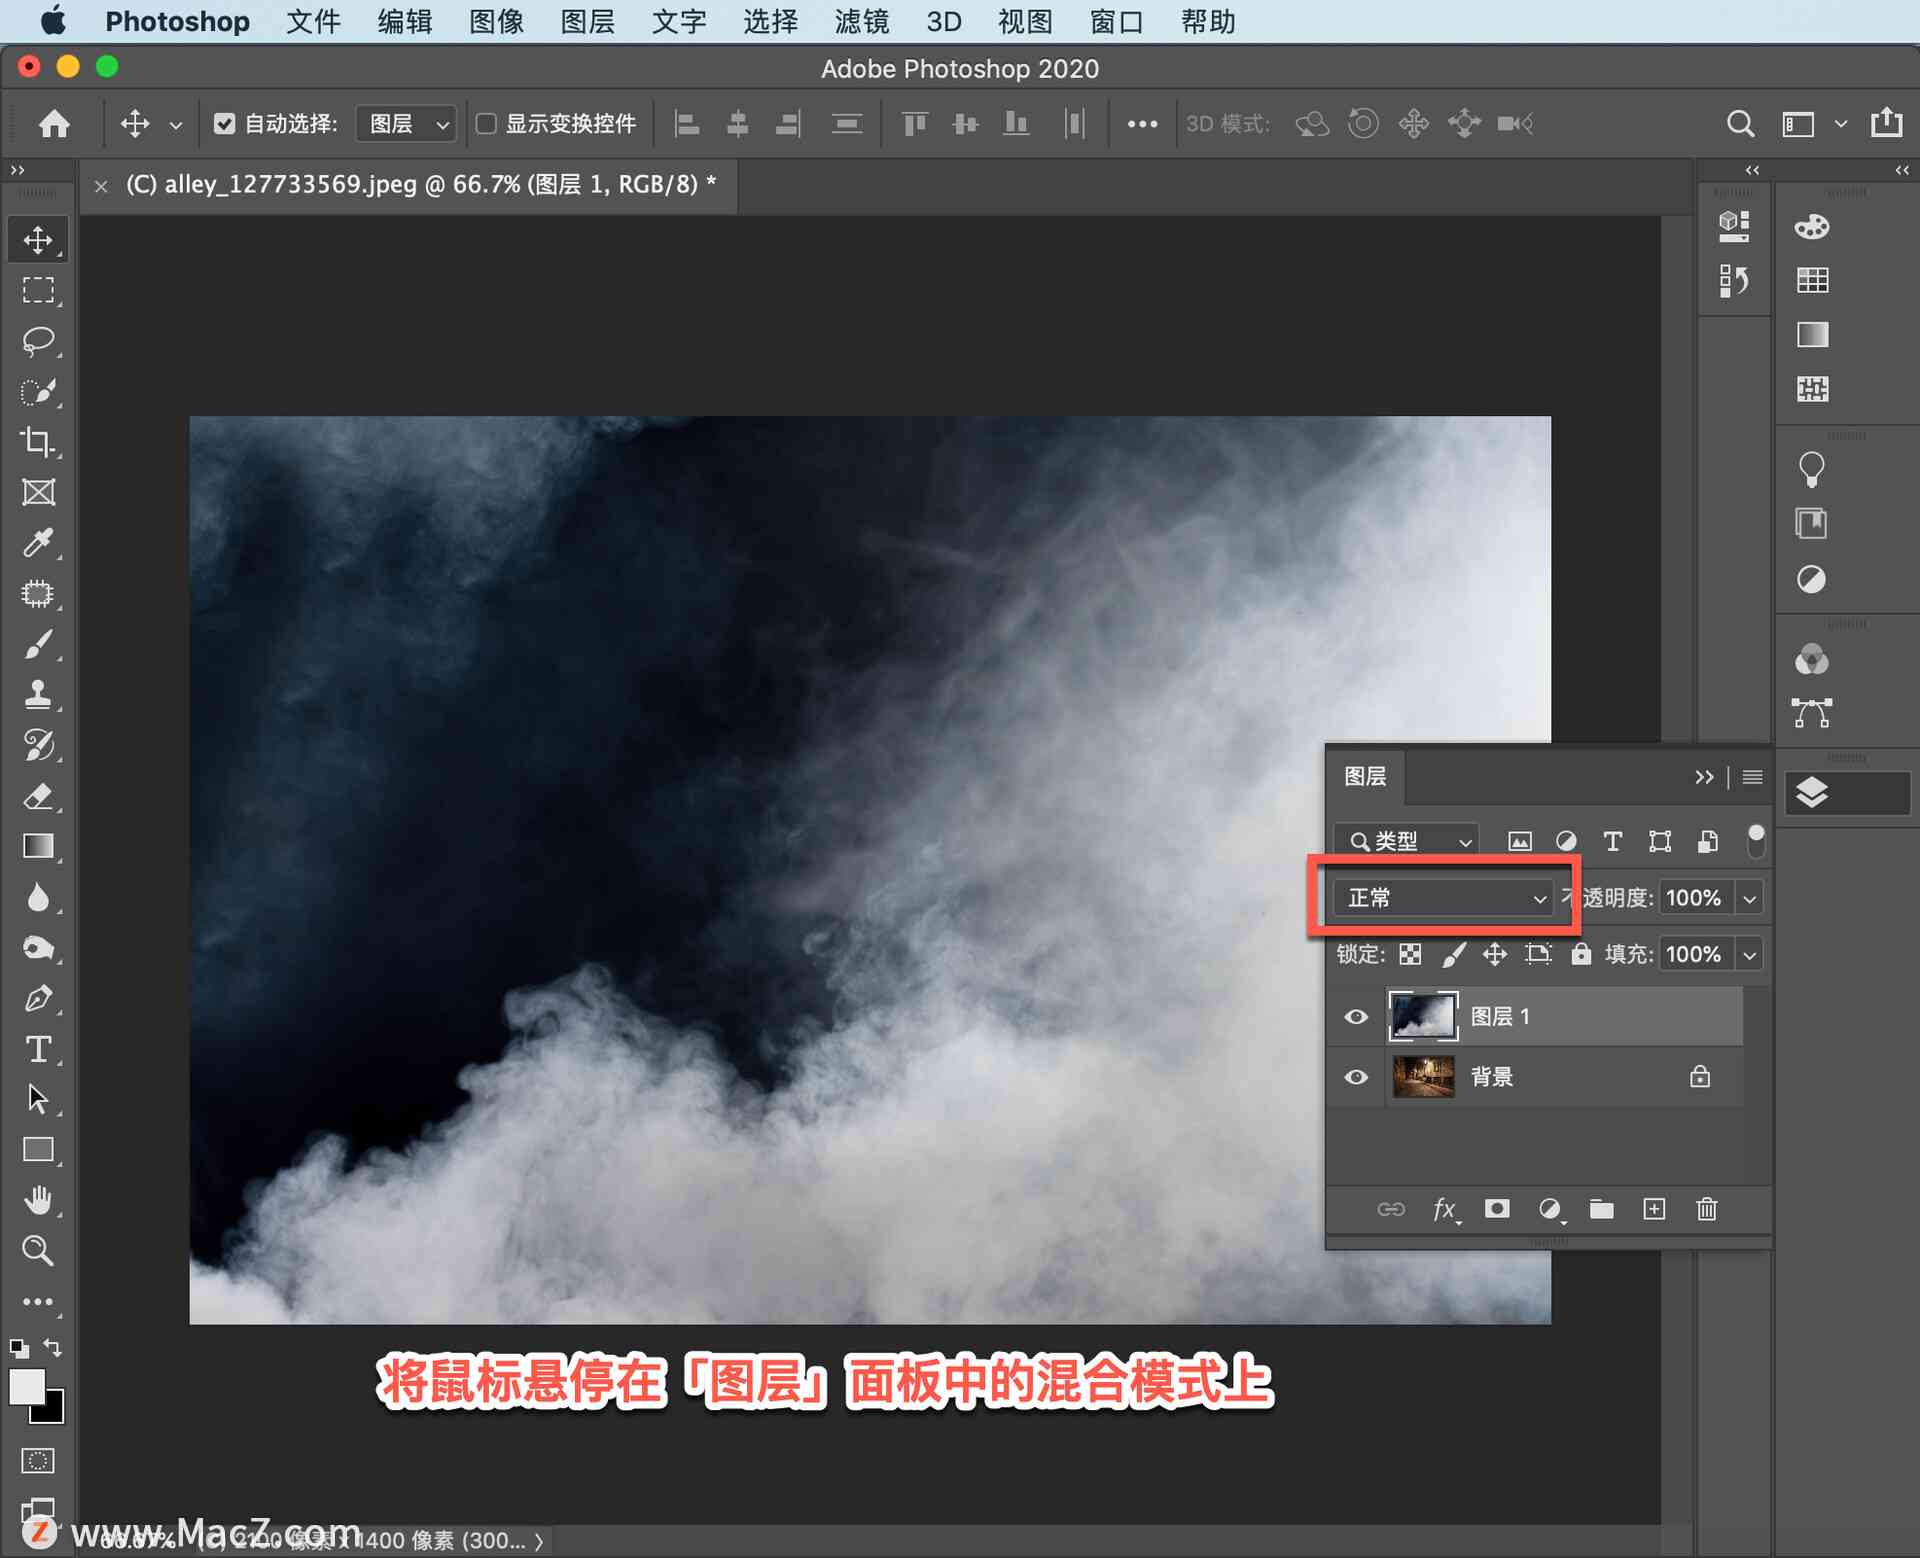 Photoshop 文件 编辑 图像 图层 文字 选择 滤镜 3D 视图 窗口 帮助
Adobe Photoshop 2020
自动选择: 图层 显示变换控件 3D 模式:
(C) alley_127733569.jpeg @ 66.7% (图层 1, RGB/8) *
图层
类型
正常 不透明度: 100%
锁定: 填充: 100%
图层 1
背景
fx
将鼠标悬停在「图层」面板中的混合模式上
Z www.MacZ.com
66.67% (C) 2100 像素 x 1400 像素 (300...